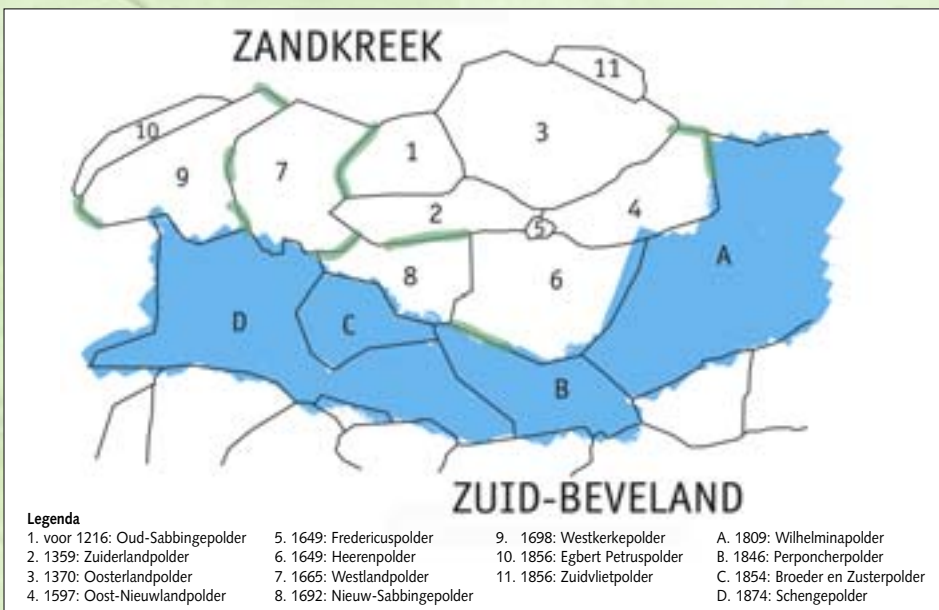 ZANDKREEK
11
10
3
1
9
7
2
4
5
A
8
6
D
C
B
ZUID-BEVELAND
Legenda
1. voor 1216: Oud-Sabbingepolder
2. 1359: Zuiderlandpolder
3. 1370: Oosterlandpolder
4. 1597: Oost-Nieuwlandpolder
5. 1649: Fredericuspolder
6. 1649: Heerenpolder
7. 1665: Westlandpolder
8. 1692: Nieuw-Sabbingepolder
9. 1698: Westkerkepolder
10. 1856: Egbert Petruspolder
11. 1856: Zuidvlietpolder
A. 1809: Wilhelminapolder
B. 1846: Perponcherpolder
C. 1854: Broeder en Zusterpolder
D. 1874: Schengepolder